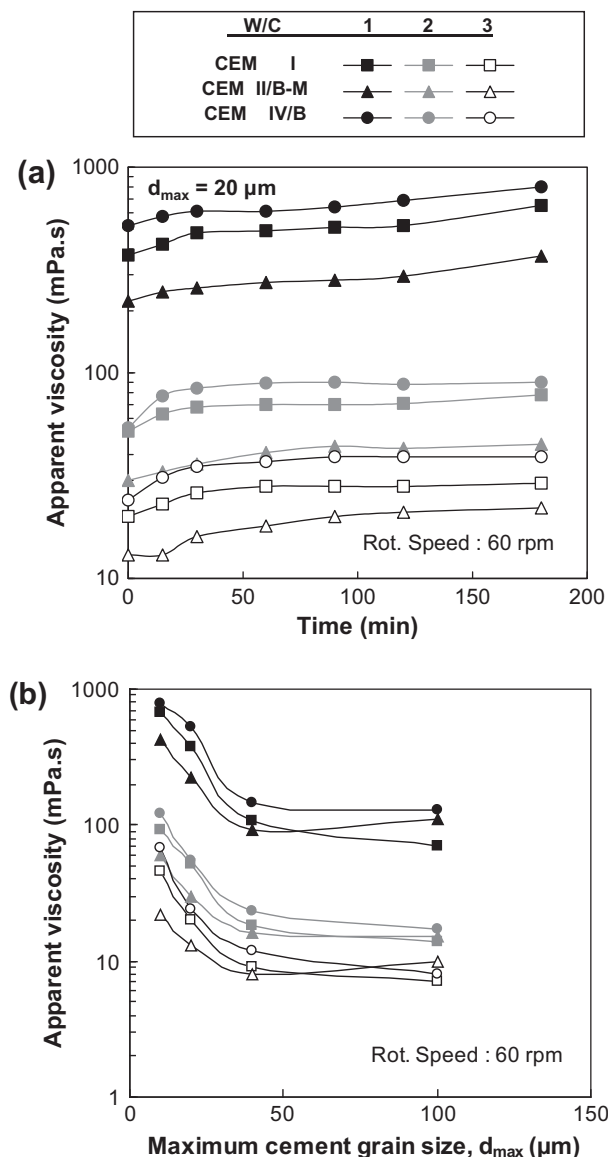 W/C 1 2 3
CEM I
CEM II/B-M
CEM IV/B
(a)
1000
d_max = 20 µm
Apparent viscosity (mPa.s)
100
Rot. Speed : 60 rpm
10
0 50 100 150 200
Time (min)
(b)
1000
Apparent viscosity (mPa.s)
100
10
Rot. Speed : 60 rpm
1
0 50 100 150
Maximum cement grain size, d_max (µm)